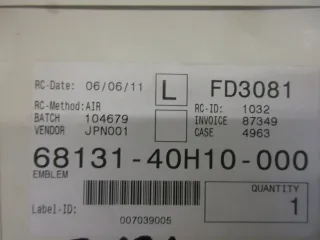 RC-Date: 06/06/11 L FD3081
RC-Method: AIR RC-ID: 1032
BATCH 104679 INVOICE 87349
VENDOR JPN001 CASE 4963
68131-40H10-000
EMBLEM
QUANTITY
Label-ID: 1
007039005